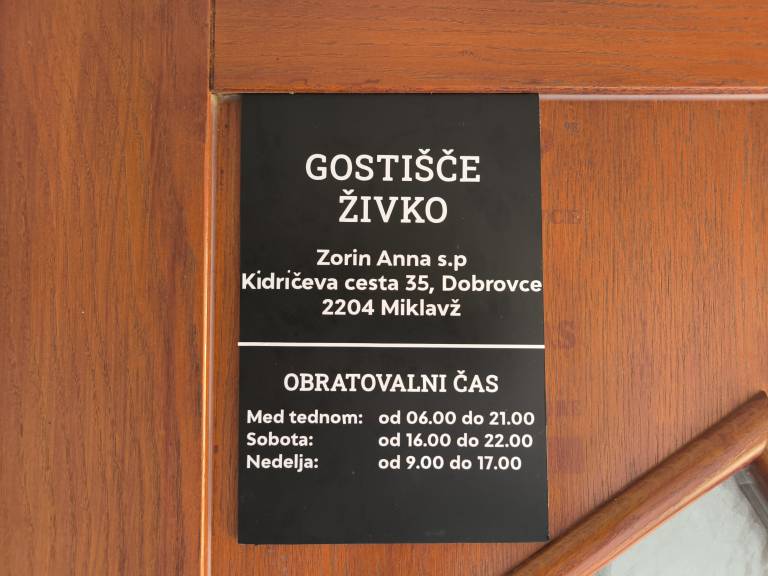 GOSTIŠČE
ŽIVKO
Zorin Anna s.p
Kidričeva cesta 35, Dobrovce
2204 Miklavž
OBRATOVALNI ČAS
Med tednom: od 06.00 do 21.00
Sobota: od 16.00 do 22.00
Nedelja: od 9.00 do 17.00